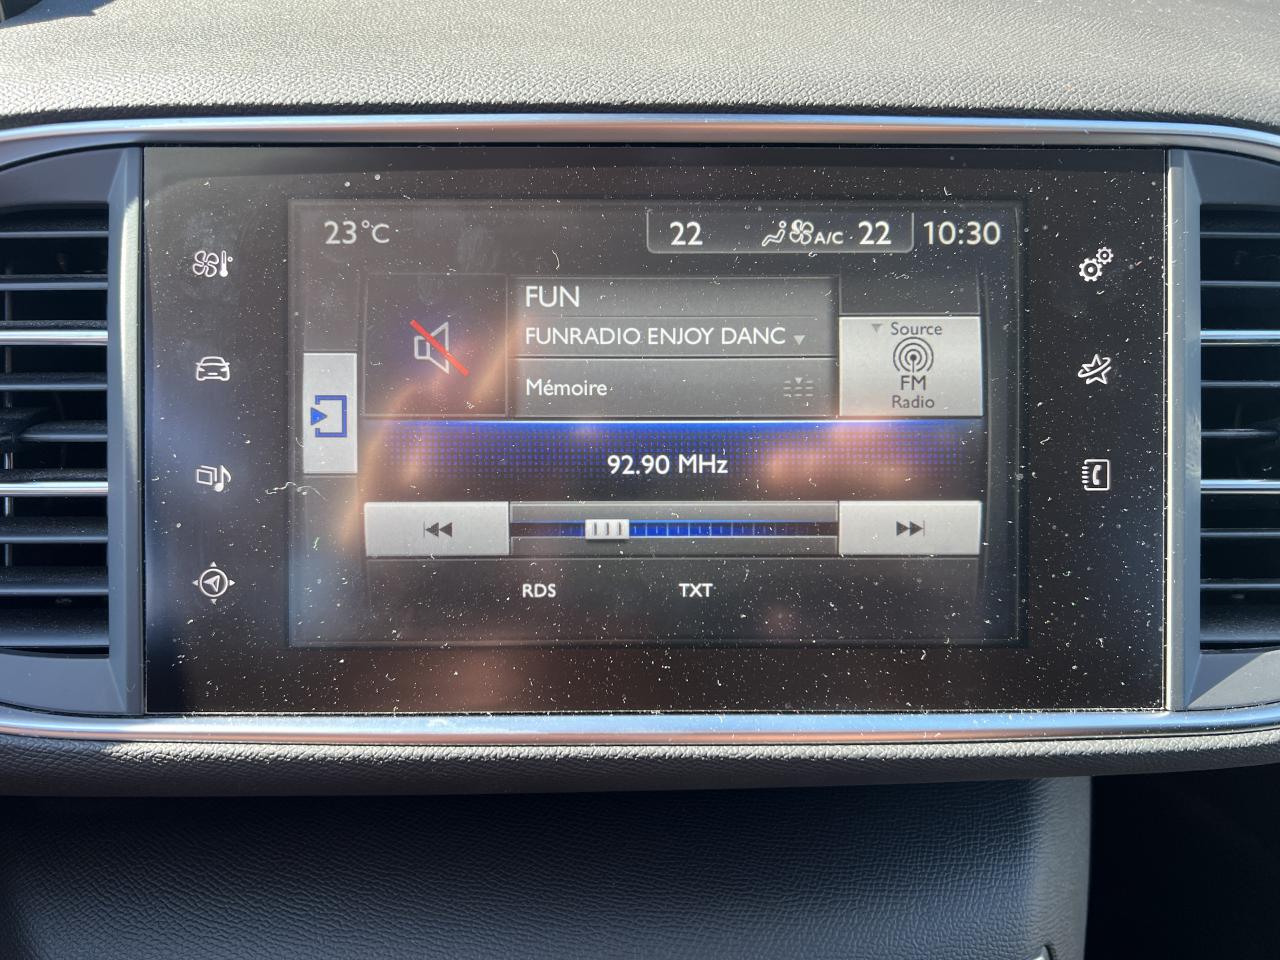 23°C
22
A/C
22
10:30
FUN
FUNRADIO ENJOY DANC
Mémoire
Source
FM
Radio
92.90 MHz
RDS
TXT